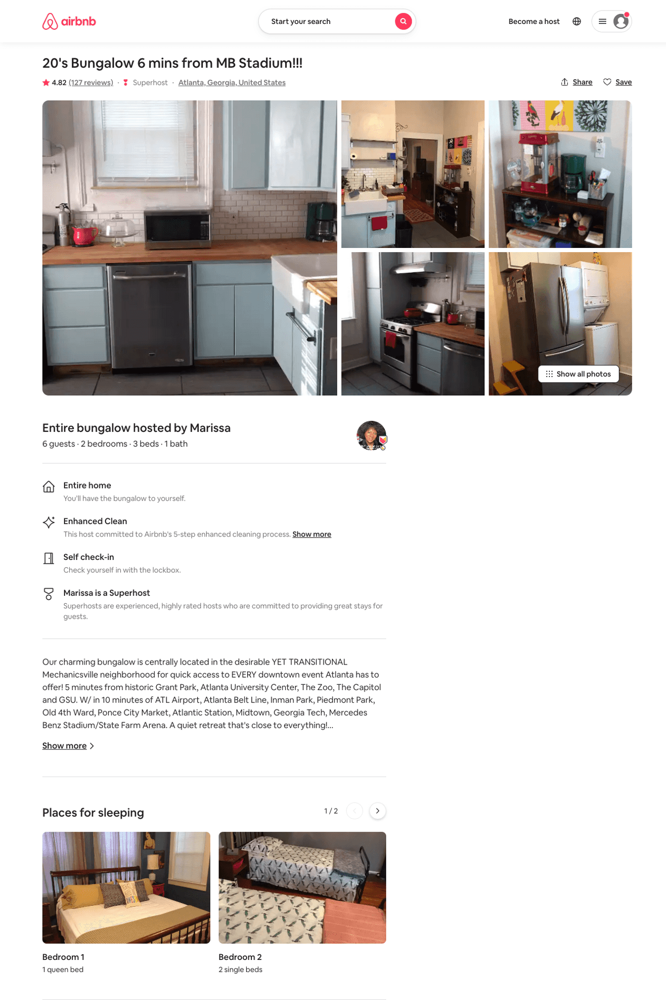 airbnb
Start your search
Become a host
20's Bungalow 6 mins from MB Stadium!!!
4.82 (127 reviews) · Superhost · Atlanta, Georgia, United States
Share Save
Show all photos
Entire bungalow hosted by Marissa
6 guests · 2 bedrooms · 3 beds · 1 bath
Entire home
You'll have the bungalow to yourself.
Enhanced Clean
This host committed to Airbnb's 5-step enhanced cleaning process. Show more
Self check-in
Check yourself in with the lockbox.
Marissa is a Superhost
Superhosts are experienced, highly rated hosts who are committed to providing great stays for
guests.
Our charming bungalow is centrally located in the desirable YET TRANSITIONAL
Mechanicsville neighborhood for quick access to EVERY downtown event Atlanta has to
offer! 5 minutes from historic Grant Park, Atlanta University Center, The Zoo, The Capitol
and GSU. W/ in 10 minutes of ATL Airport, Atlanta Belt Line, Inman Park, Piedmont Park,
Old 4th Ward, Ponce City Market, Atlantic Station, Midtown, Georgia Tech, Mercedes
Benz Stadium/State Farm Arena. A quiet retreat that's close to everything!...
Show more
Places for sleeping
1 / 2
Bedroom 1
1 queen bed
Bedroom 2
2 single beds